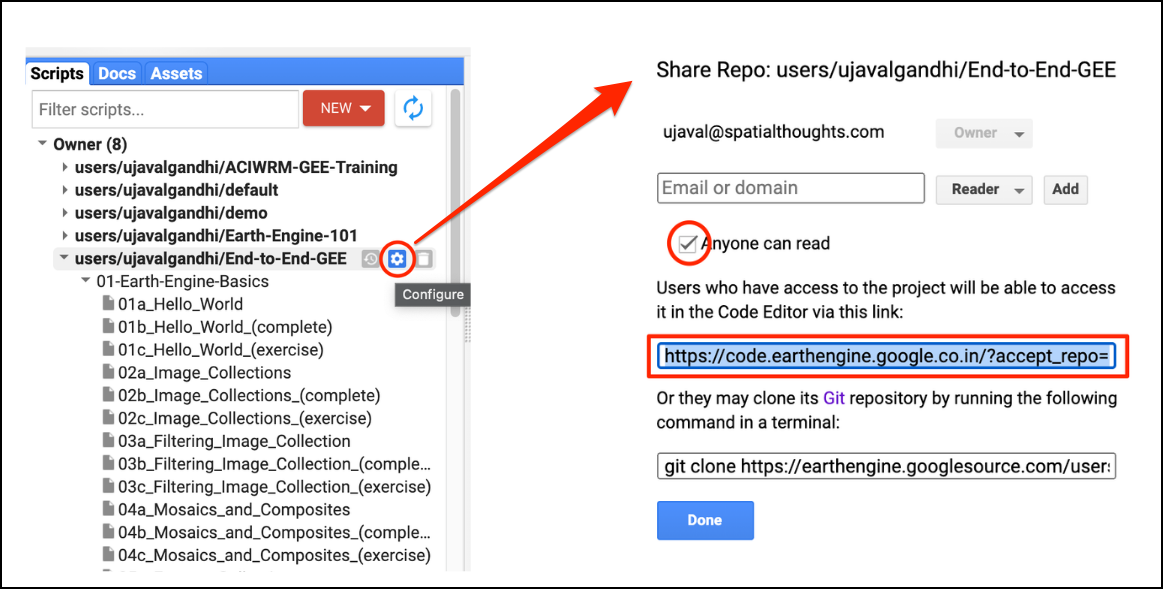 Scripts Docs Assets
Filter scripts...
NEW
Owner (8)
users/ujavalgandhi/ACIWRM-GEE-Training
users/ujavalgandhi/default
users/ujavalgandhi/demo
users/ujavalgandhi/Earth-Engine-101
users/ujavalgandhi/End-to-End-GEE
Configure
01-Earth-Engine-Basics
01a_Hello_World
01b_Hello_World_(complete)
01c_Hello_World_(exercise)
02a_Image_Collections
02b_Image_Collections_(complete)
02c_Image_Collections_(exercise)
03a_Filtering_Image_Collection
03b_Filtering_Image_Collection_(comple...
03c_Filtering_Image_Collection_(exercise)
04a_Mosaics_and_Composites
04b_Mosaics_and_Composites_(comple...
04c_Mosaics_and_Composites_(exercise)
Share Repo: users/ujavalgandhi/End-to-End-GEE
ujaval@spatialthoughts.com Owner
Email or domain Reader Add
Anyone can read
Users who have access to the project will be able to access
it in the Code Editor via this link:
https://code.earthengine.google.co.in/?accept_repo=
Or they may clone its Git repository by running the following
command in a terminal:
git clone https://earthengine.googlesource.com/users
Done